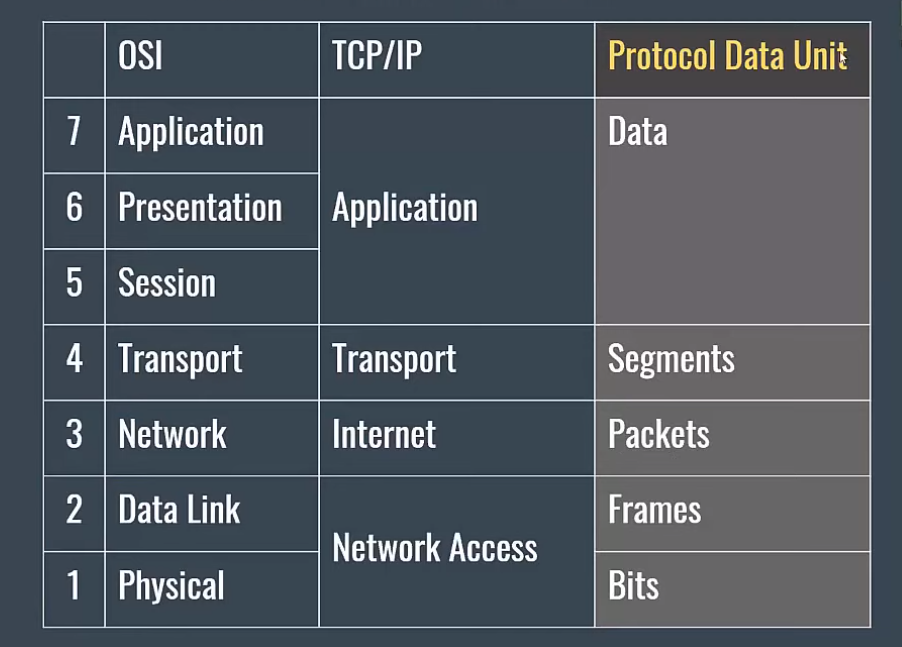 OSI TCP/IP Protocol Data Unit
7 Application Data
6 Presentation Application
5 Session
4 Transport Transport Segments
3 Network Internet Packets
2 Data Link Frames
Network Access
1 Physical Bits